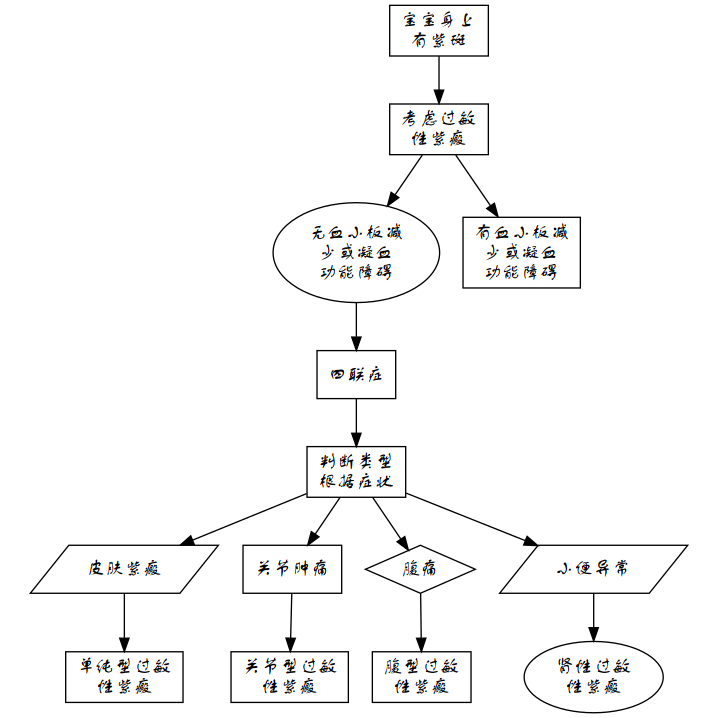 宝宝身上
有紫斑
考虑过敏
性紫癜
无血小板减
少或凝血
功能障碍
有血小板减
少或凝血
功能障碍
四联症
判断类型
根据症状
皮肤紫癜
关节肿痛
腹痛
小便异常
单纯型过敏
性紫癜
关节型过敏
性紫癜
腹型过敏
性紫癜
肾性过敏
性紫癜